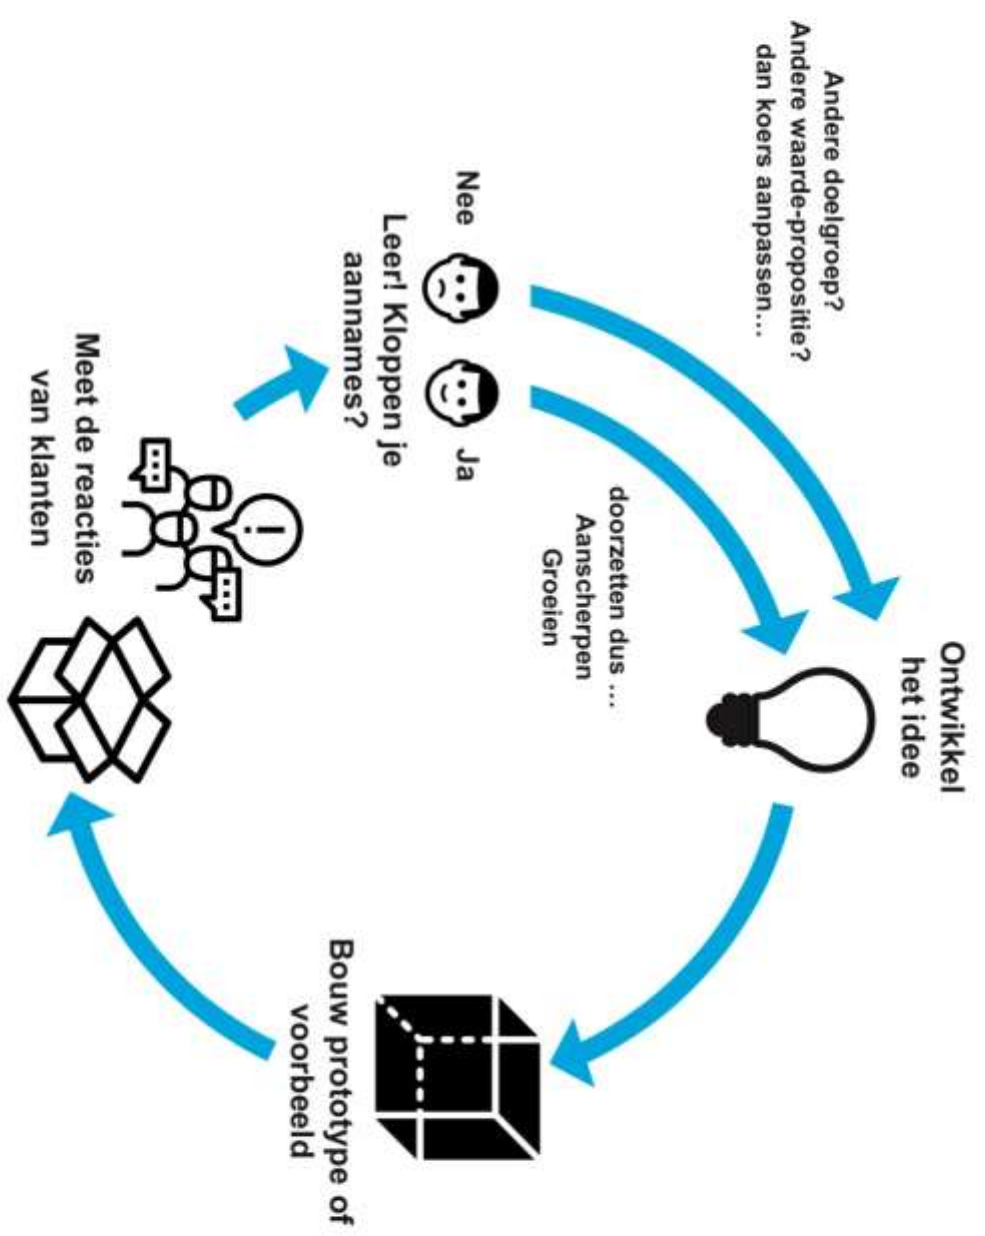 Ontwikkel
het idee
Andere doelgroep?
Andere waarde-propositie?
dan koers aanpassen...
doorzetten dus ...
Aanscherpen
Groeien
Nee
Ja
Leer! Kloppen je
aannames?
Bouw prototype of
voorbeeld
Meet de reacties
van klanten